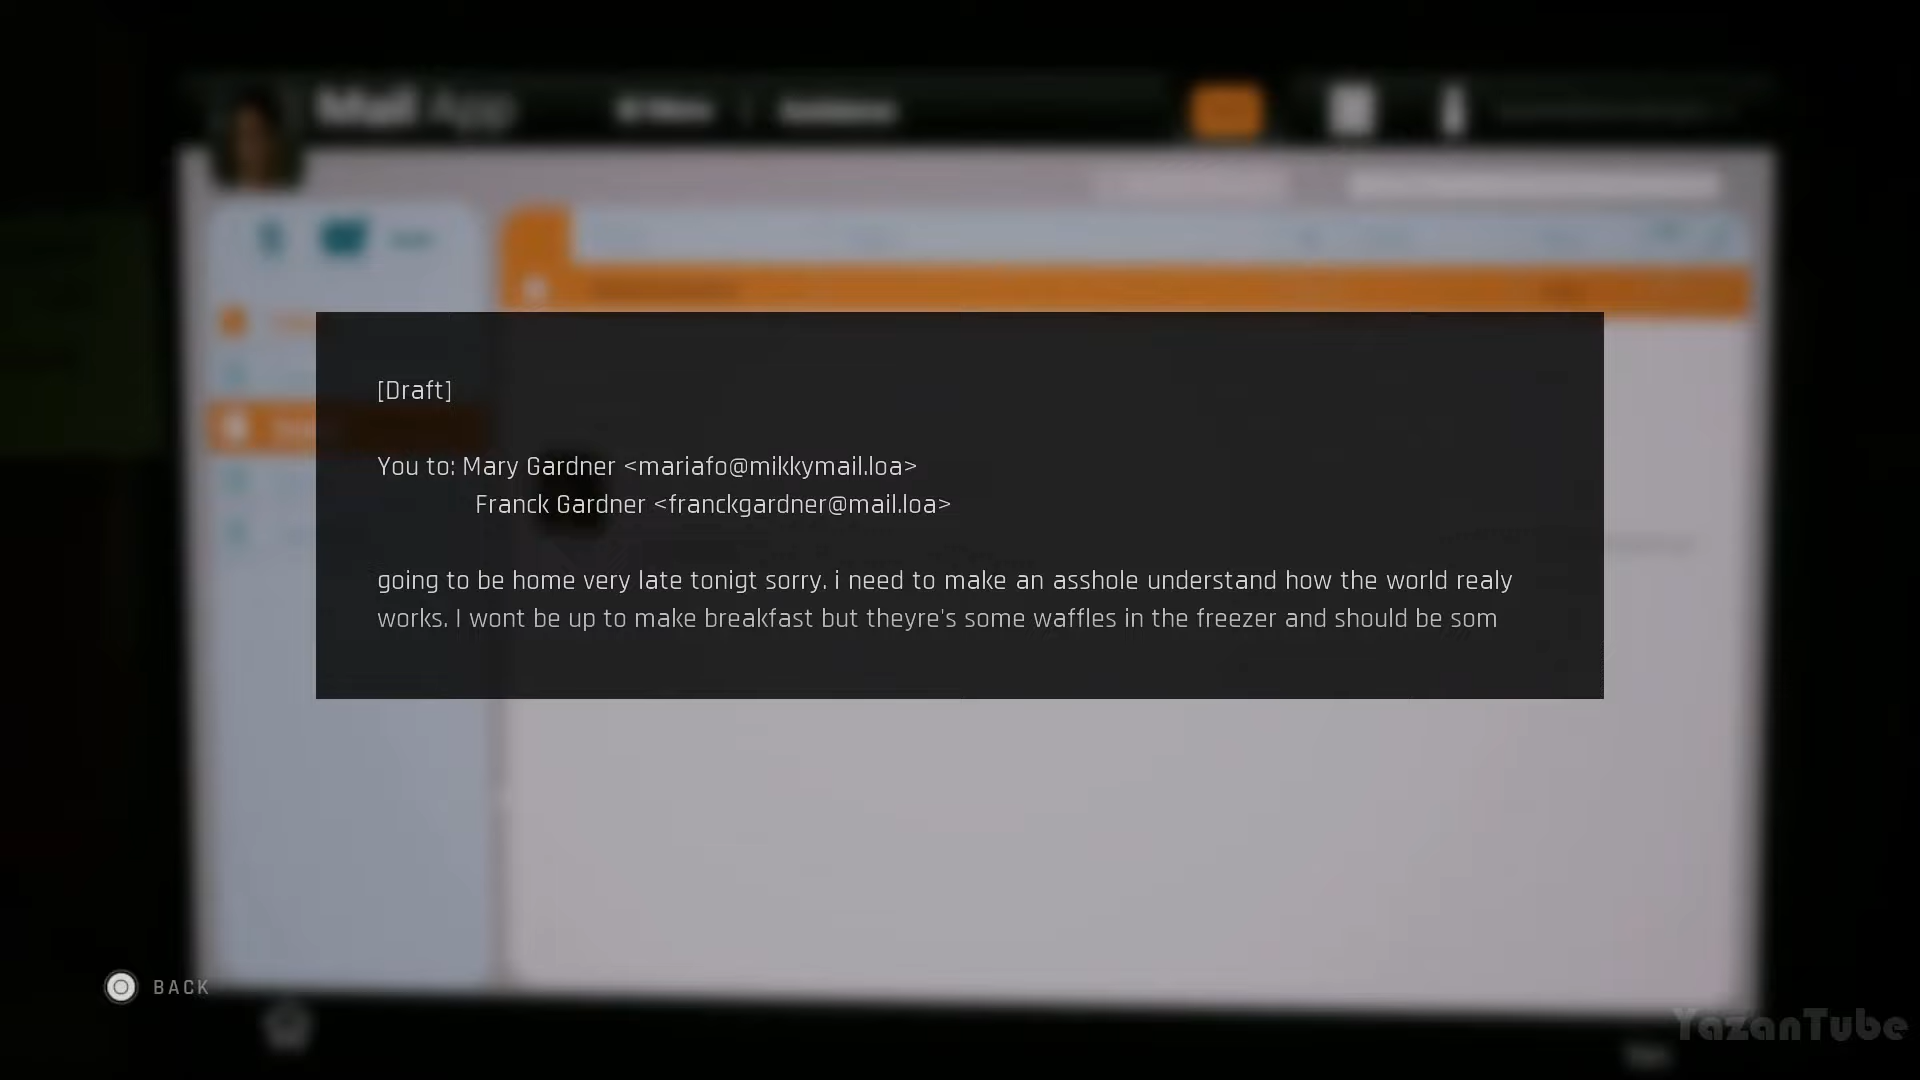 Mail App
[Draft]
You to: Mary Gardner <mariafo@mikkymail.loa>
Franck Gardner <franckgardner@mail.loa>
going to be home very late tonigt sorry. i need to make an asshole understand how the world realy
works. I wont be up to make breakfast but theyre's some waffles in the freezer and should be som
BACK
YazanTube